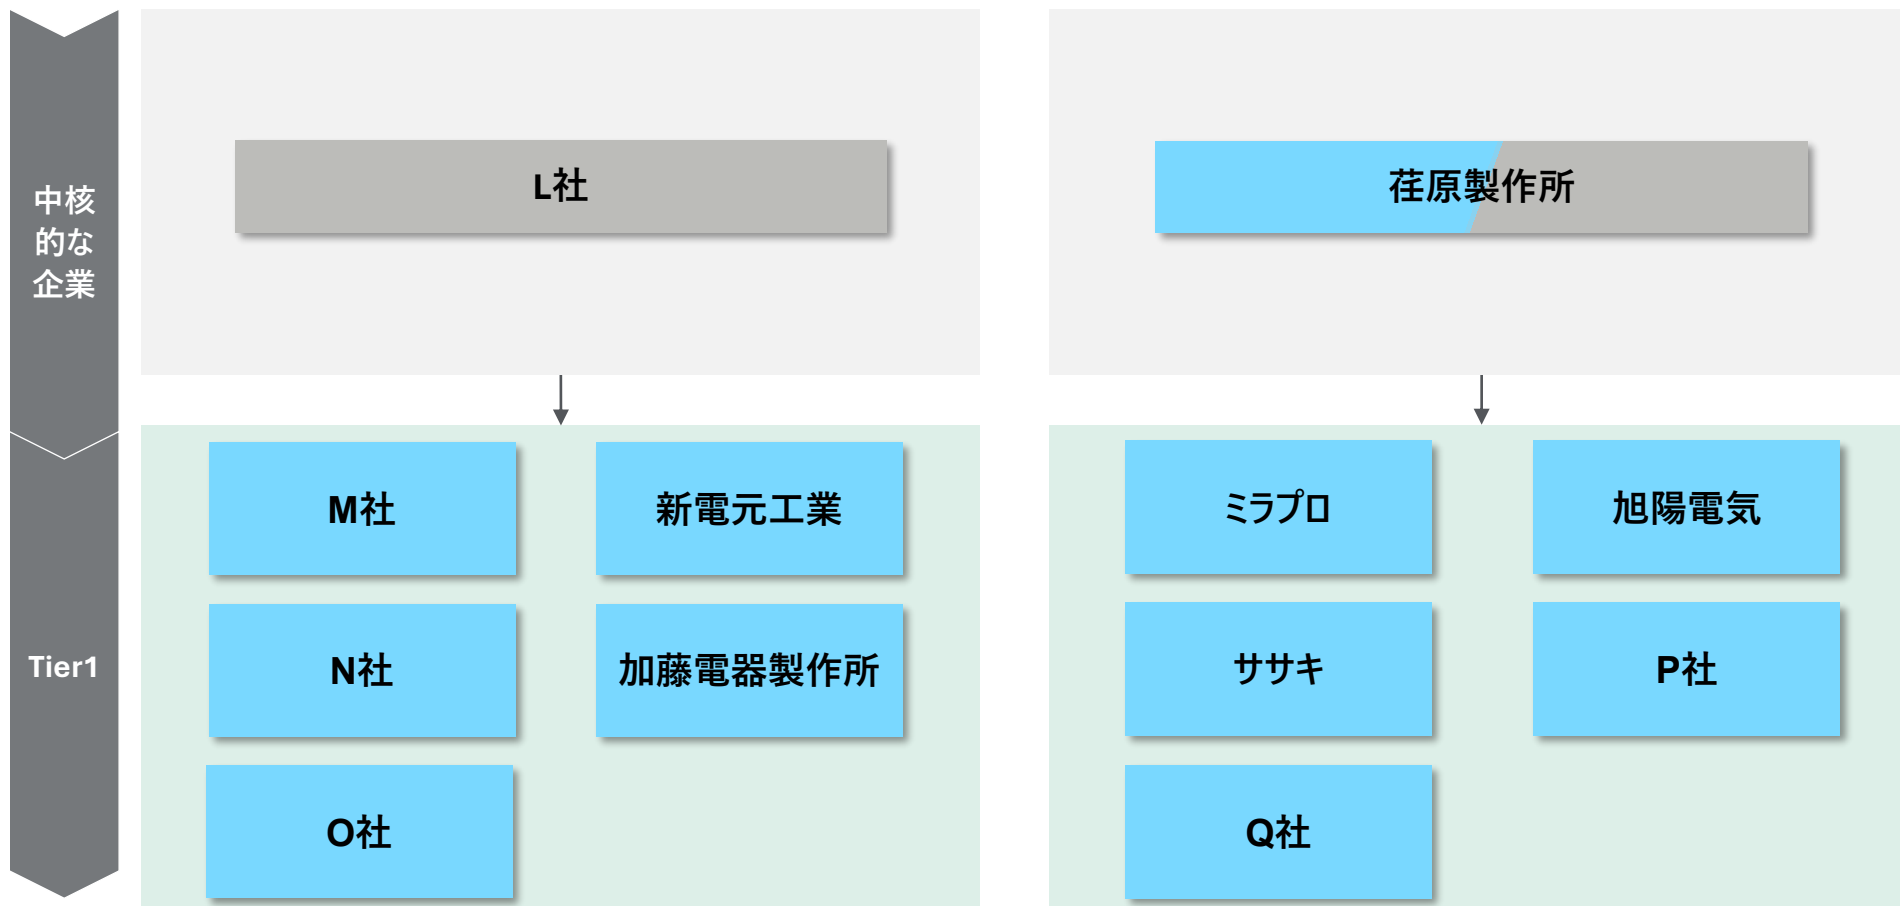 中核
的な
企業
L社
荏原製作所
Tier1
M社
新電元工業
N社
加藤電器製作所
O社
ミラプロ
旭陽電気
ササキ
P社
Q社